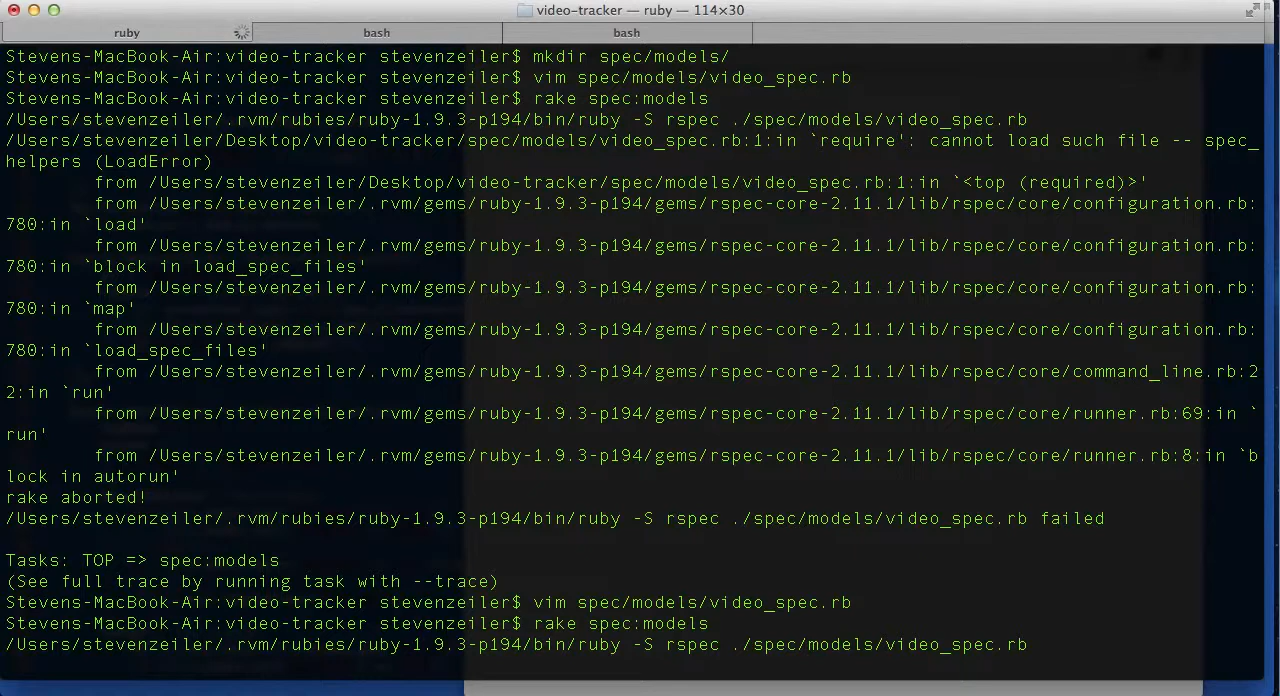 video-tracker — ruby — 114×30
ruby bash bash
Stevens-MacBook-Air:video-tracker stevenzeiler$ mkdir spec/models/
Stevens-MacBook-Air:video-tracker stevenzeiler$ vim spec/models/video_spec.rb
Stevens-MacBook-Air:video-tracker stevenzeiler$ rake spec:models
/Users/stevenzeiler/.rvm/rubies/ruby-1.9.3-p194/bin/ruby -S rspec ./spec/models/video_spec.rb
/Users/stevenzeiler/Desktop/video-tracker/spec/models/video_spec.rb:1:in `require': cannot load such file -- spec_
helpers (LoadError)
from /Users/stevenzeiler/Desktop/video-tracker/spec/models/video_spec.rb:1:in `<top (required)>'
from /Users/stevenzeiler/.rvm/gems/ruby-1.9.3-p194/gems/rspec-core-2.11.1/lib/rspec/core/configuration.rb:
780:in `load'
from /Users/stevenzeiler/.rvm/gems/ruby-1.9.3-p194/gems/rspec-core-2.11.1/lib/rspec/core/configuration.rb:
780:in `block in load_spec_files'
from /Users/stevenzeiler/.rvm/gems/ruby-1.9.3-p194/gems/rspec-core-2.11.1/lib/rspec/core/configuration.rb:
780:in `map'
from /Users/stevenzeiler/.rvm/gems/ruby-1.9.3-p194/gems/rspec-core-2.11.1/lib/rspec/core/configuration.rb:
780:in `load_spec_files'
from /Users/stevenzeiler/.rvm/gems/ruby-1.9.3-p194/gems/rspec-core-2.11.1/lib/rspec/core/command_line.rb:2
2:in `run'
from /Users/stevenzeiler/.rvm/gems/ruby-1.9.3-p194/gems/rspec-core-2.11.1/lib/rspec/core/runner.rb:69:in `
run'
from /Users/stevenzeiler/.rvm/gems/ruby-1.9.3-p194/gems/rspec-core-2.11.1/lib/rspec/core/runner.rb:8:in `b
lock in autorun'
rake aborted!
/Users/stevenzeiler/.rvm/rubies/ruby-1.9.3-p194/bin/ruby -S rspec ./spec/models/video_spec.rb failed
Tasks: TOP => spec:models
(See full trace by running task with --trace)
Stevens-MacBook-Air:video-tracker stevenzeiler$ vim spec/models/video_spec.rb
Stevens-MacBook-Air:video-tracker stevenzeiler$ rake spec:models
/Users/stevenzeiler/.rvm/rubies/ruby-1.9.3-p194/bin/ruby -S rspec ./spec/models/video_spec.rb